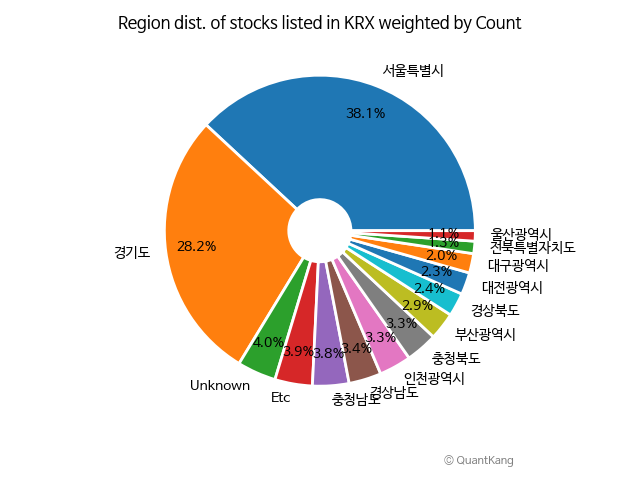 Region dist. of stocks listed in KRX weighted by Count
서울특별시
38.1%
경기도
28.2%
Unknown
4.0%
Etc
3.9%
충청남도
3.8%
경상남도
3.4%
인천광역시
3.3%
충청북도
3.3%
부산광역시
2.9%
경상북도
2.4%
대전광역시
2.3%
대구광역시
2.0%
전북특별자치도
1.3%
울산광역시
1.1%
© QuantKang